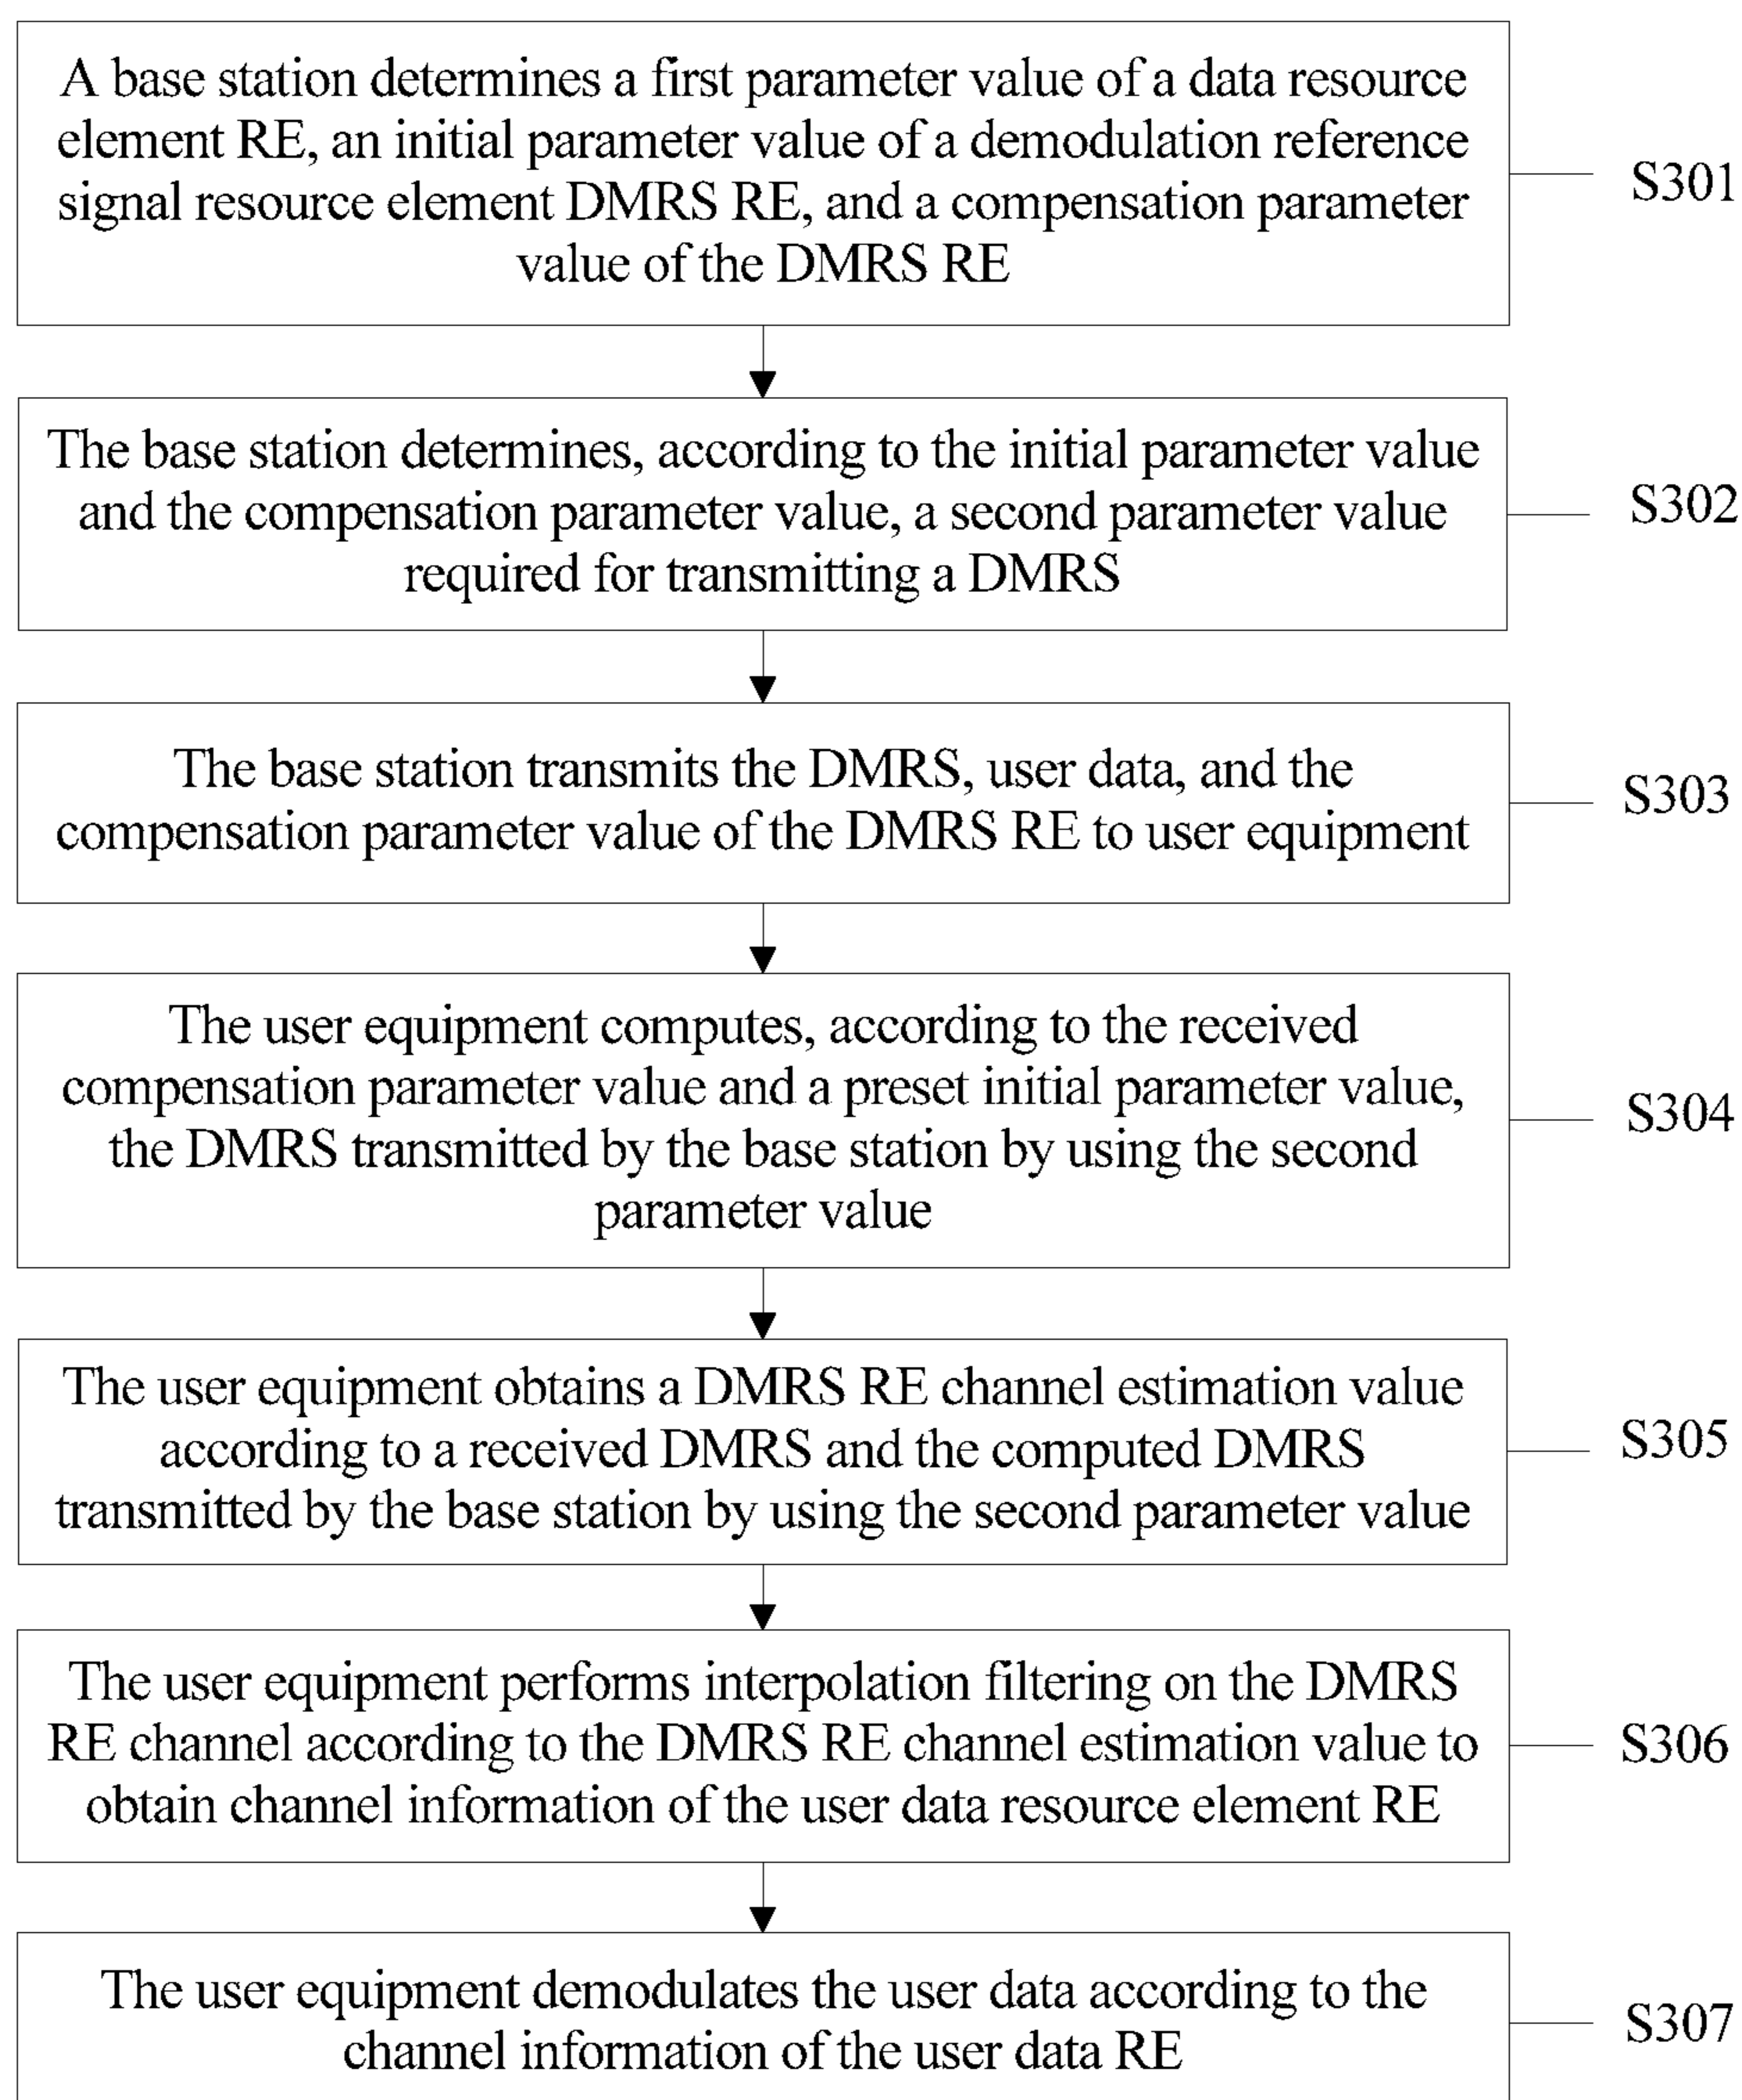 A base station determines a first parameter value of a data resource
element RE, an initial parameter value of a demodulation reference
signal resource element DMRS RE, and a compensation parameter
value of the DMRS RE
S301
The base station determines, according to the initial parameter value
and the compensation parameter value, a second parameter value
required for transmitting a DMRS
S302
The base station transmits the DMRS, user data, and the
compensation parameter value of the DMRS RE to user equipment
S303
The user equipment computes, according to the received
compensation parameter value and a preset initial parameter value,
the DMRS transmitted by the base station by using the second
parameter value
S304
The user equipment obtains a DMRS RE channel estimation value
according to a received DMRS and the computed DMRS
transmitted by the base station by using the second parameter value
S305
The user equipment performs interpolation filtering on the DMRS
RE channel according to the DMRS RE channel estimation value to
obtain channel information of the user data resource element RE
S306
The user equipment demodulates the user data according to the
channel information of the user data RE
S307